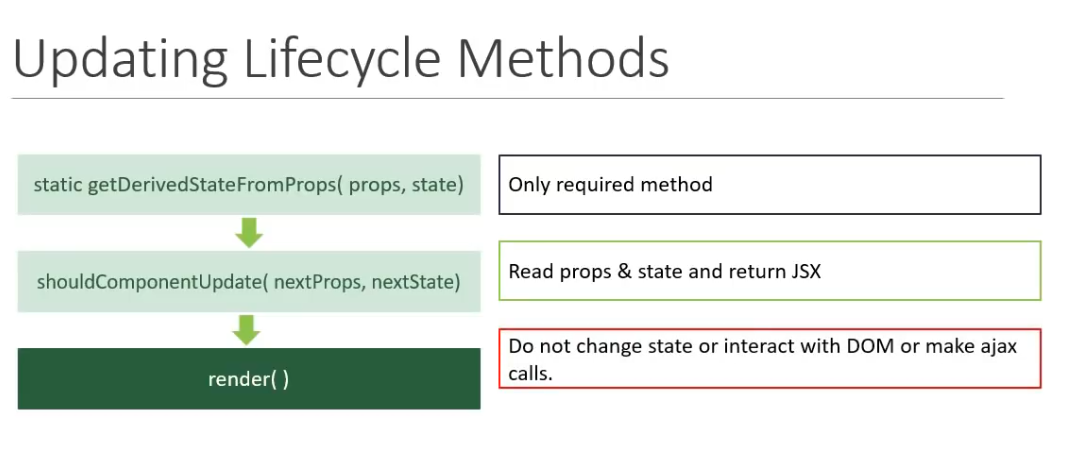 Updating Lifecycle Methods
static getDerivedStateFromProps( props, state)
Only required method
shouldComponentUpdate( nextProps, nextState)
Read props & state and return JSX
render( )
Do not change state or interact with DOM or make ajax
calls.